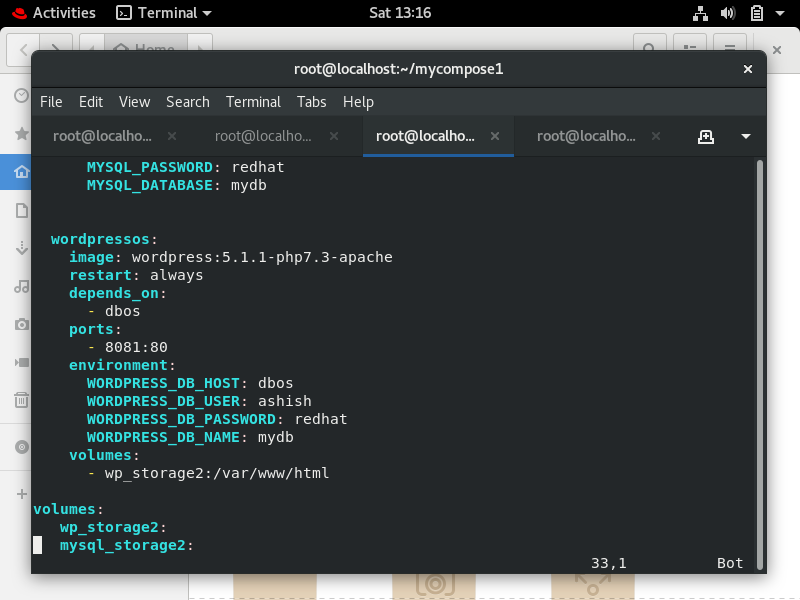 Activities Terminal Sat 13:16
Home
root@localhost:~/mycompose1
File Edit View Search Terminal Tabs Help
root@localho... root@localho... root@localho... root@localho...
      MYSQL_PASSWORD: redhat
      MYSQL_DATABASE: mydb
  wordpressos:
    image: wordpress:5.1.1-php7.3-apache
    restart: always
    depends_on:
      - dbos
    ports:
      - 8081:80
    environment:
      WORDPRESS_DB_HOST: dbos
      WORDPRESS_DB_USER: ashish
      WORDPRESS_DB_PASSWORD: redhat
      WORDPRESS_DB_NAME: mydb
    volumes:
      - wp_storage2:/var/www/html
volumes:
   wp_storage2:
   mysql_storage2:
33,1 Bot